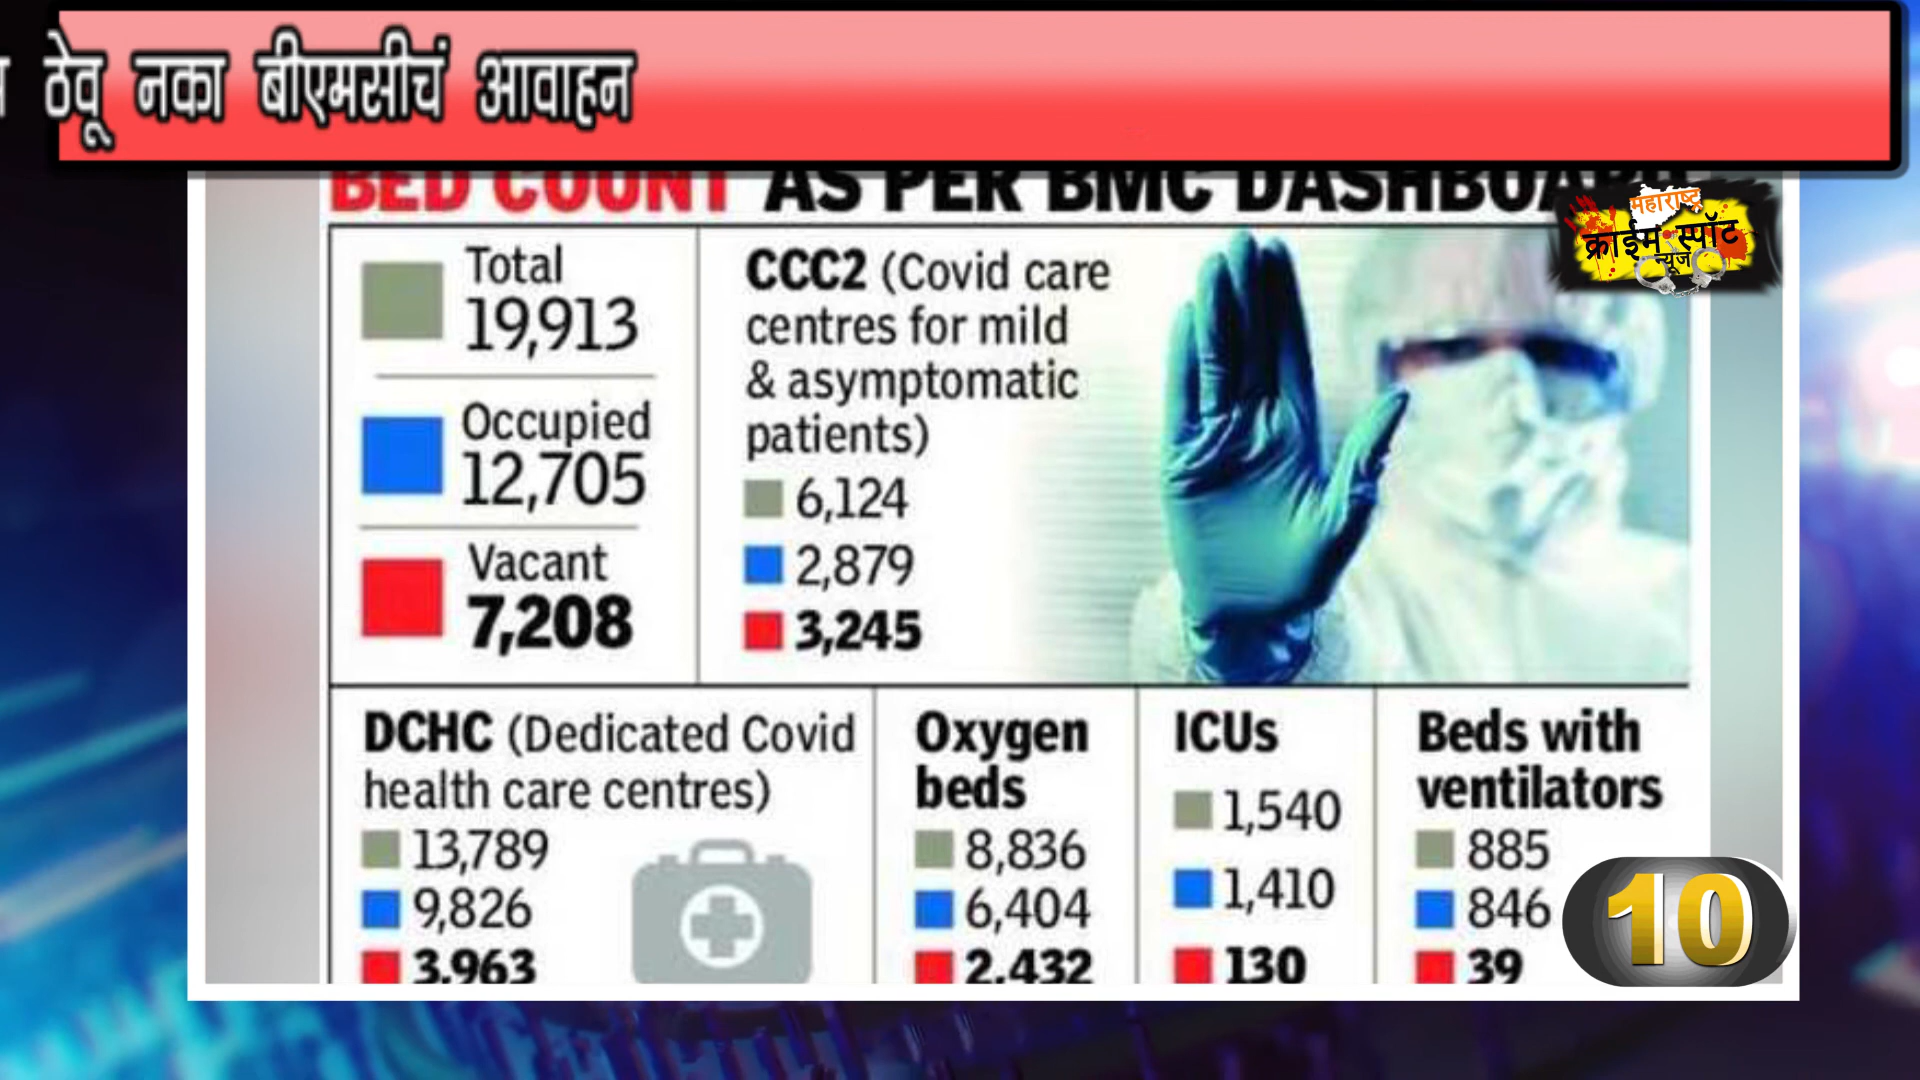 ठेवू नका बीएमसीचं आवाहन
BED COUNT AS PER BMC DASHBOARD
महाराष्ट्र
क्राईम स्पॉट
न्यूज
Total
19,913
Occupied
12,705
Vacant
7,208
CCC2 (Covid care
centres for mild
& asymptomatic
patients)
6,124
2,879
3,245
DCHC (Dedicated Covid
health care centres)
13,789
9,826
3,963
Oxygen
beds
8,836
6,404
2,432
ICUs
1,540
1,410
130
Beds with
ventilators
885
846
39
10